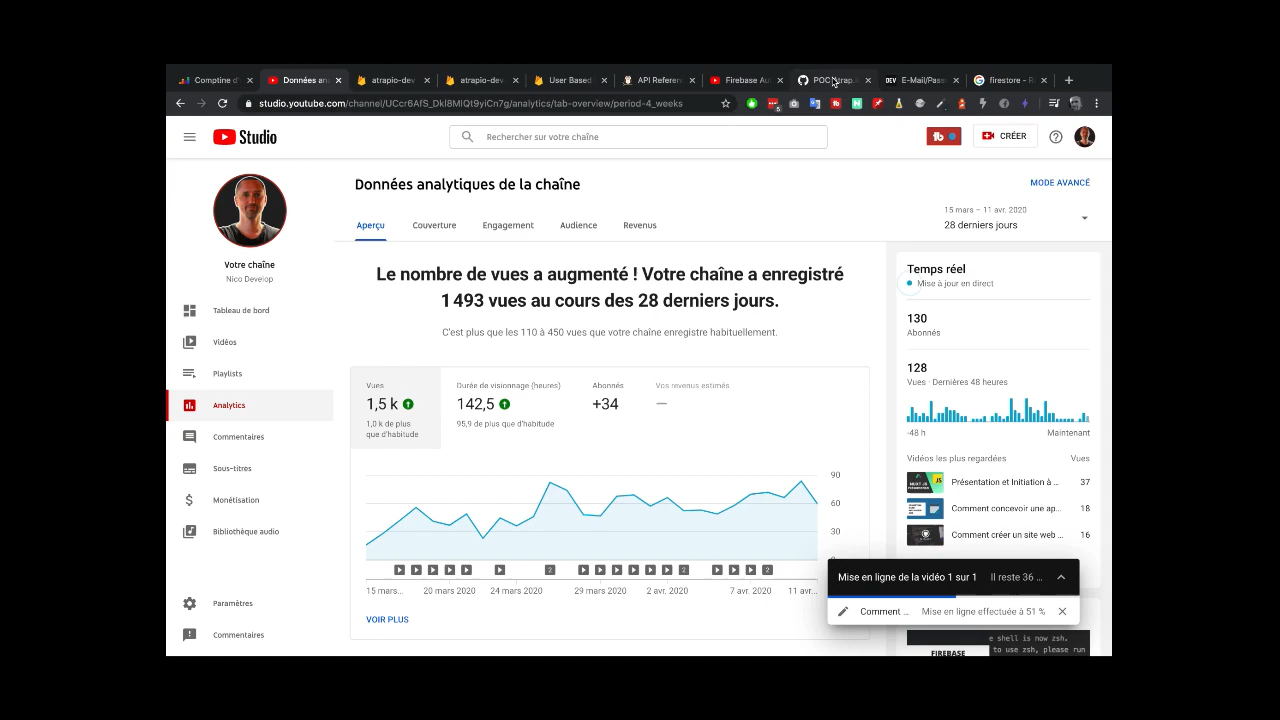 Comptine d'
Données ana
atrapio-dev
atrapio-dev
User Based
API Referen
Firebase Au
POC
E-Mail/Pass
firestore - R
studio.youtube.com/channel/UCcr6AfS_Dkl8MIQt9yiCn7g/analytics/tab-overview/period-4_weeks
Studio
Rechercher sur votre chaîne
CRÉER
Données analytiques de la chaîne
MODE AVANCÉ
15 mars – 11 avr. 2020
28 derniers jours
Aperçu
Couverture
Engagement
Audience
Revenus
Votre chaîne
Nico Develop
Tableau de bord
Vidéos
Playlists
Analytics
Commentaires
Sous-titres
Monétisation
Bibliothèque audio
Paramètres
Commentaires
Le nombre de vues a augmenté ! Votre chaîne a enregistré
1 493 vues au cours des 28 derniers jours.
C'est plus que les 110 à 450 vues que votre chaîne enregistre habituellement.
Vues
1,5 k
1,0 k de plus
que d'habitude
Durée de visionnage (heures)
142,5
95,9 de plus que d'habitude
Abonnés
+34
Vos revenus estimés
—
90
60
30
0
2
2
2
15 mars...
20 mars 2020
24 mars 2020
29 mars 2020
2 avr. 2020
7 avr. 2020
11 avr...
VOIR PLUS
Temps réel
Mise à jour en direct
130
Abonnés
128
Vues · Dernières 48 heures
-48 h
Maintenant
Vidéos les plus regardées
Vues
Présentation et Initiation à ...
37
Comment concevoir une ap...
18
Comment créer un site web ...
16
Mise en ligne de la vidéo 1 sur 1
Il reste 36 ...
Comment ...
Mise en ligne effectuée à 51 %
e shell is now zsh.
to use zsh, please run
FIREBASE